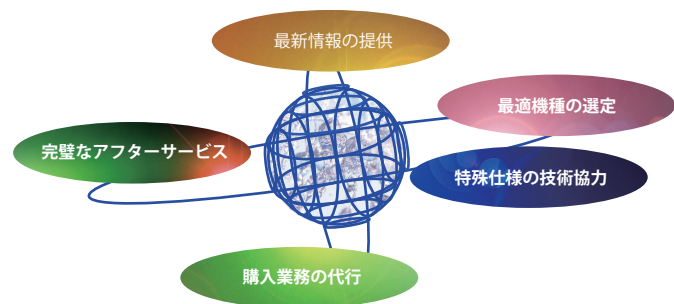 最新情報の提供
最適機種の選定
完璧なアフターサービス
特殊仕様の技術協力
購入業務の代行